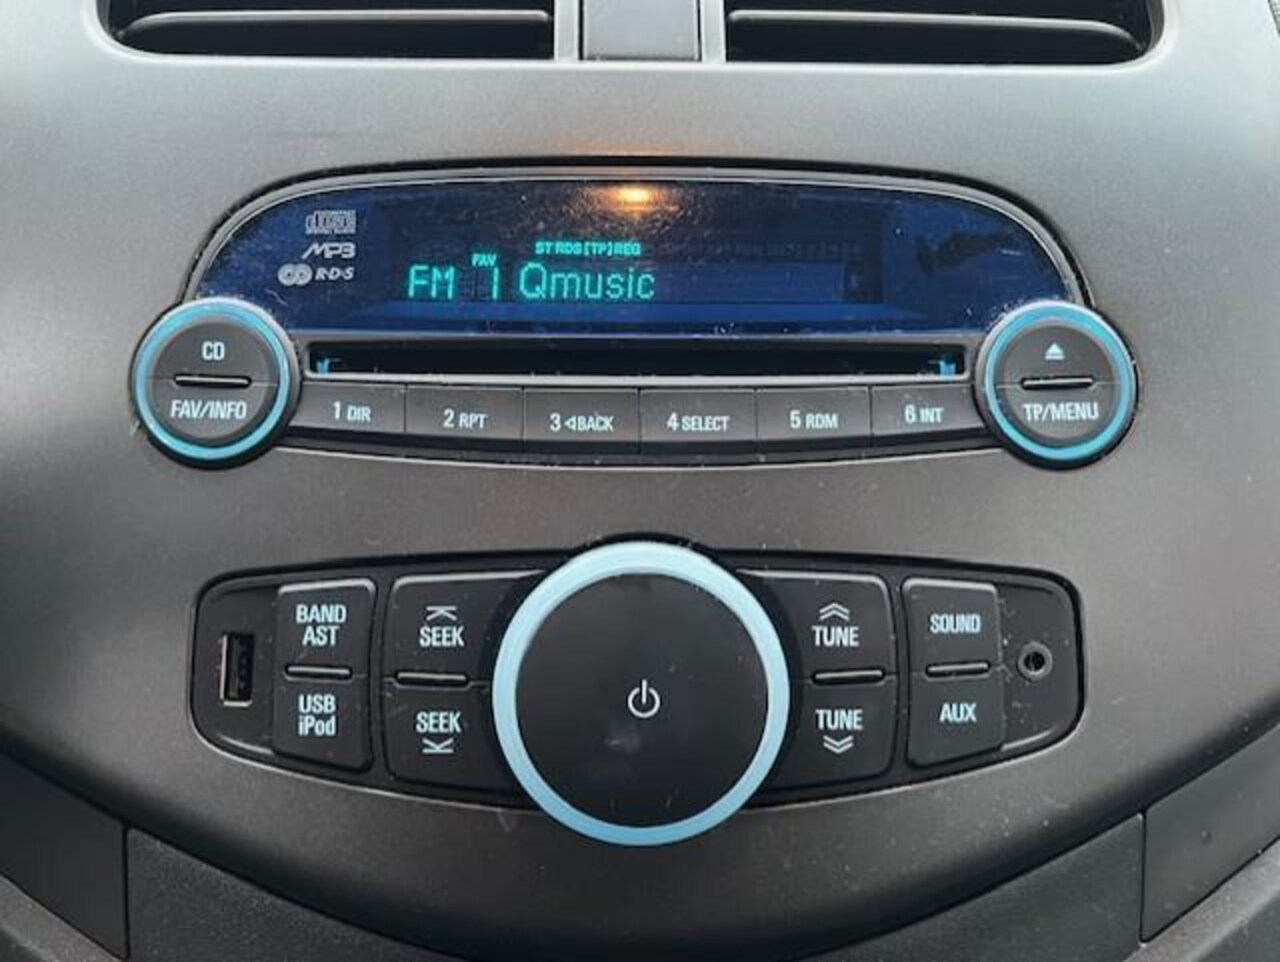 MP3
R·D·S
ST RDS [TP] REG
FAV
FM 1 Qmusic
CD
FAV/INFO
1 DIR
2 RPT
3 ◁BACK
4 SELECT
5 RDM
6 INT
TP/MENU
BAND
AST
SEEK
TUNE
SOUND
USB
iPod
SEEK
TUNE
AUX